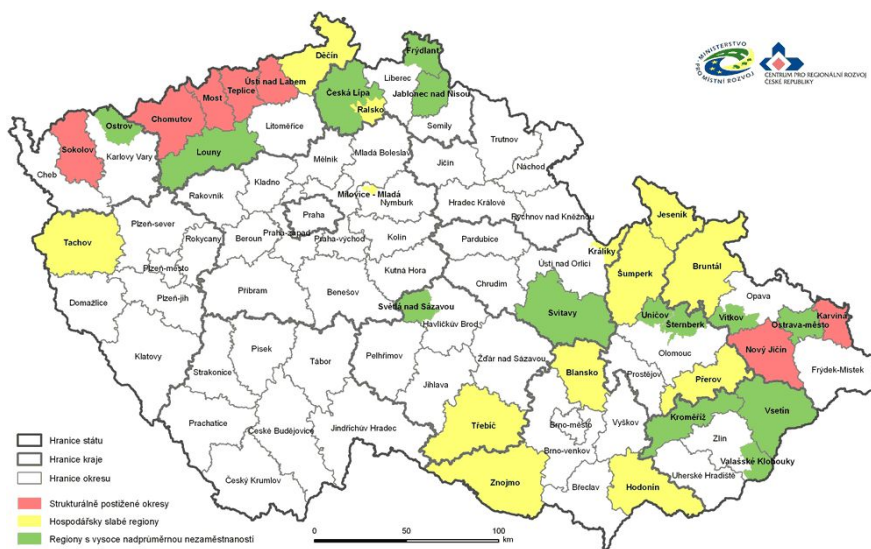 MINISTERSTVO
PRO MÍSTNÍ ROZVOJ
CENTRUM PRO REGIONÁLNÍ ROZVOJ
ČESKÉ REPUBLIKY
Děčín
Frýdlant
Ústí nad Labem
Liberec
Teplice
Most
Česká Lípa
Jablonec nad Nisou
Ralsko
Chomutov
Ostrov
Litoměřice
Semily
Trutnov
Sokolov
Karlovy Vary
Louny
Mělník
Mladá Boleslav
Jičín
Náchod
Cheb
Rakovník
Kladno
Milovice - Mladá
Nymburk
Hradec Králové
Rychnov nad Kněžnou
Jeseník
Praha
Plzeň-sever
Rokycany
Beroun
Praha-západ
Praha-východ
Kolín
Pardubice
Králíky
Bruntál
Tachov
Plzeň-město
Kutná Hora
Chrudim
Ústí nad Orlicí
Šumperk
Opava
Domažlice
Plzeň-jih
Příbram
Benešov
Světlá nad Sázavou
Svitavy
Uničov
Šternberk
Vítkov
Ostrava-město
Karviná
Havlíčkův Brod
Klatovy
Písek
Tábor
Pelhřimov
Žďár nad Sázavou
Blansko
Prostějov
Olomouc
Nový Jičín
Frýdek-Místek
Přerov
Strakonice
Jihlava
Kroměříž
Vsetín
Prachatice
České Budějovice
Jindřichův Hradec
Třebíč
Brno-město
Vyškov
Zlín
Brno-venkov
Valašské Klobouky
Český Krumlov
Znojmo
Břeclav
Hodonín
Uherské Hradiště
Hranice státu
Hranice kraje
Hranice okresu
Strukturálně postižené okresy
Hospodářsky slabé regiony
Regiony s vysoce nadprůměrnou nezaměstnaností
0 50 100
km